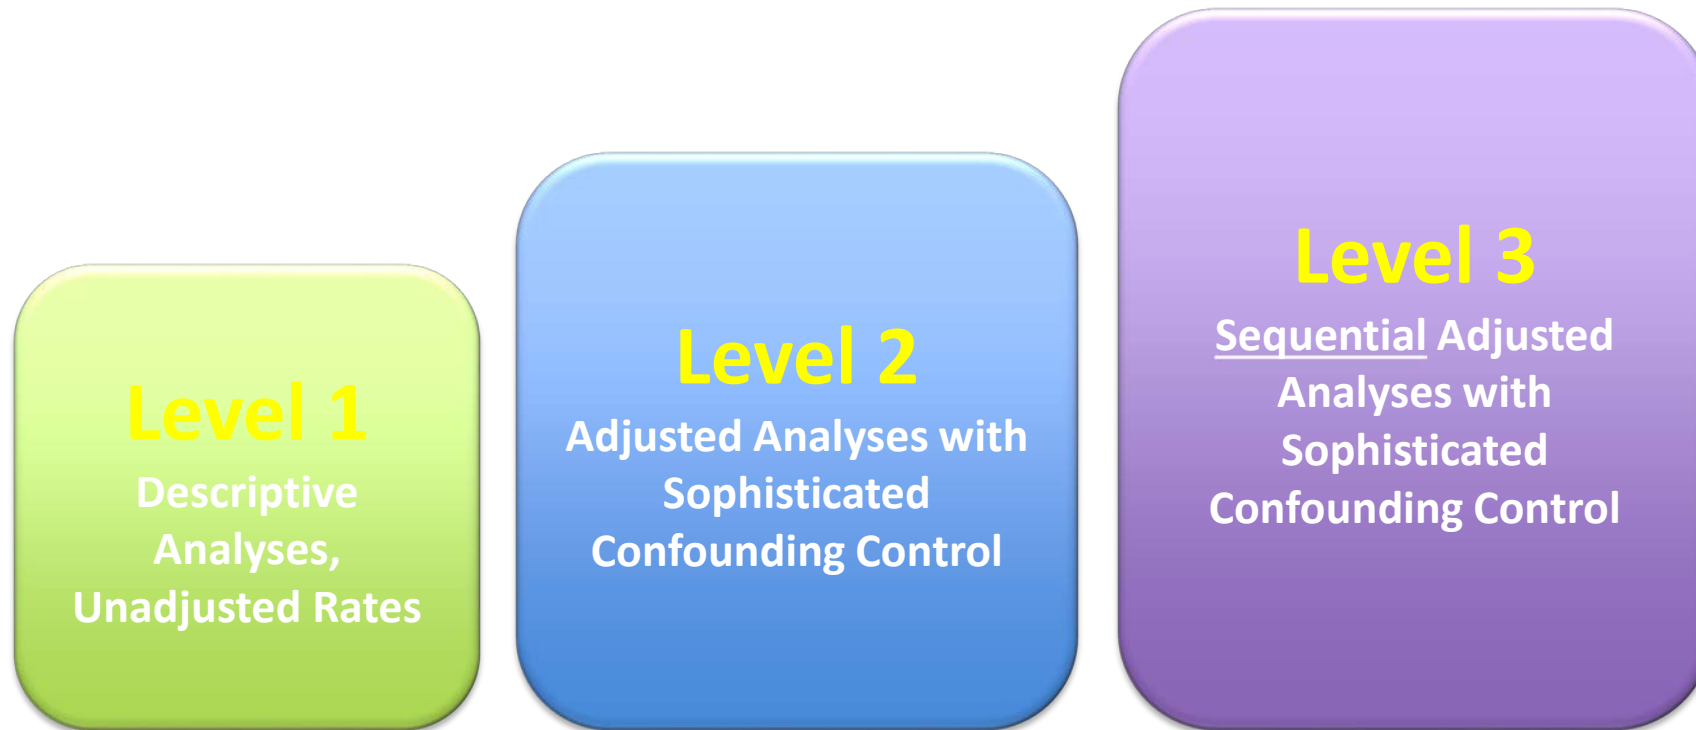 Level 1
Descriptive
Analyses,
Unadjusted Rates
Level 2
Adjusted Analyses with
Sophisticated
Confounding Control
Level 3
Sequential Adjusted
Analyses with
Sophisticated
Confounding Control